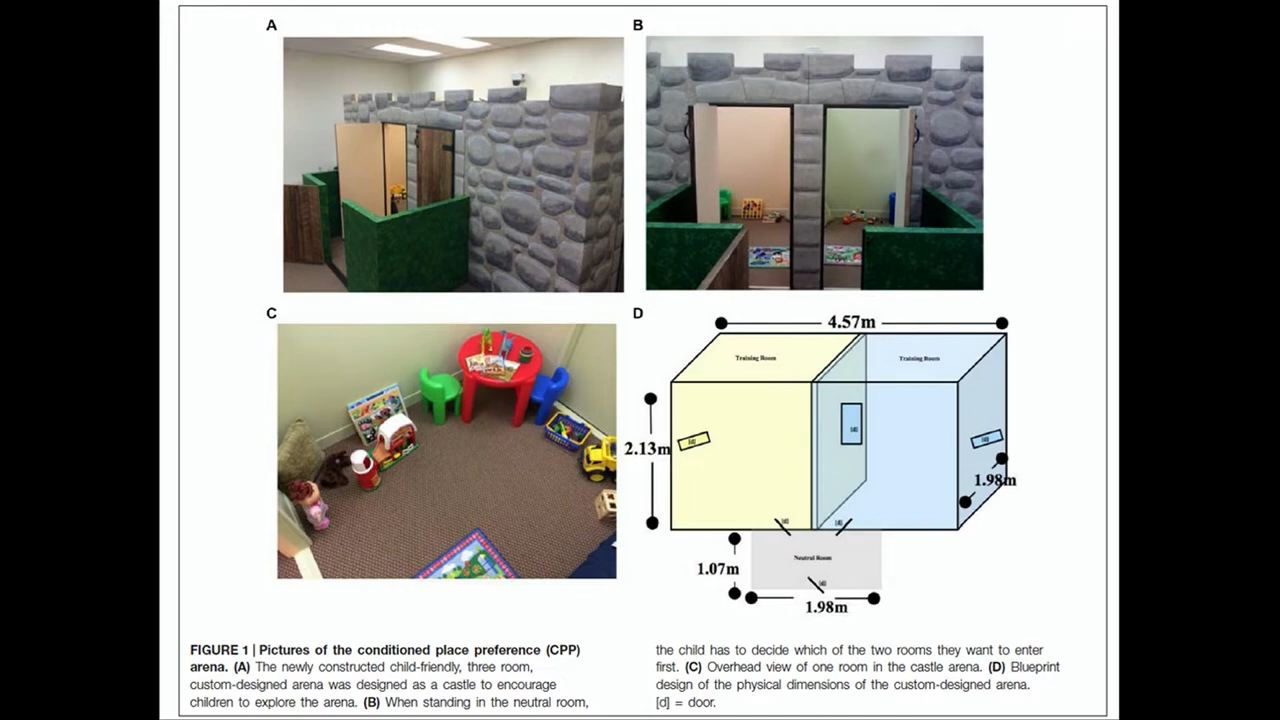 A
B
C
D
4.57m
Training Room
Training Room
[d]
[d]
[d]
2.13m
1.98m
[d]
[d]
Neutral Room
1.07m
[d]
1.98m
FIGURE 1 | Pictures of the conditioned place preference (CPP)
arena. (A) The newly constructed child-friendly, three room,
custom-designed arena was designed as a castle to encourage
children to explore the arena. (B) When standing in the neutral room,
the child has to decide which of the two rooms they want to enter
first. (C) Overhead view of one room in the castle arena. (D) Blueprint
design of the physical dimensions of the custom-designed arena.
[d] = door.